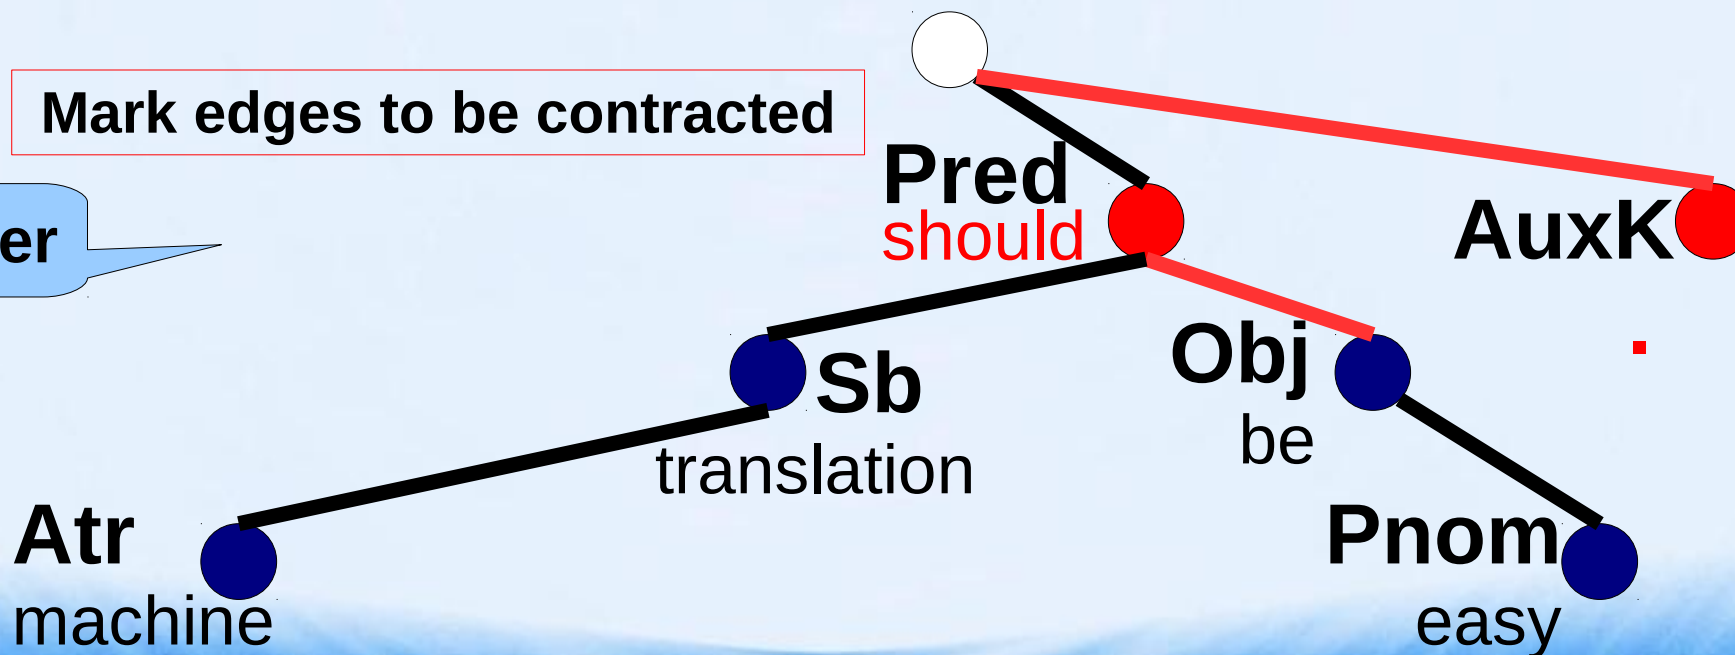 Mark edges to be contracted
Pred
should
er
AuxK
Obj
Sb
be
translation
.
Atr
Pnom
machine
easy